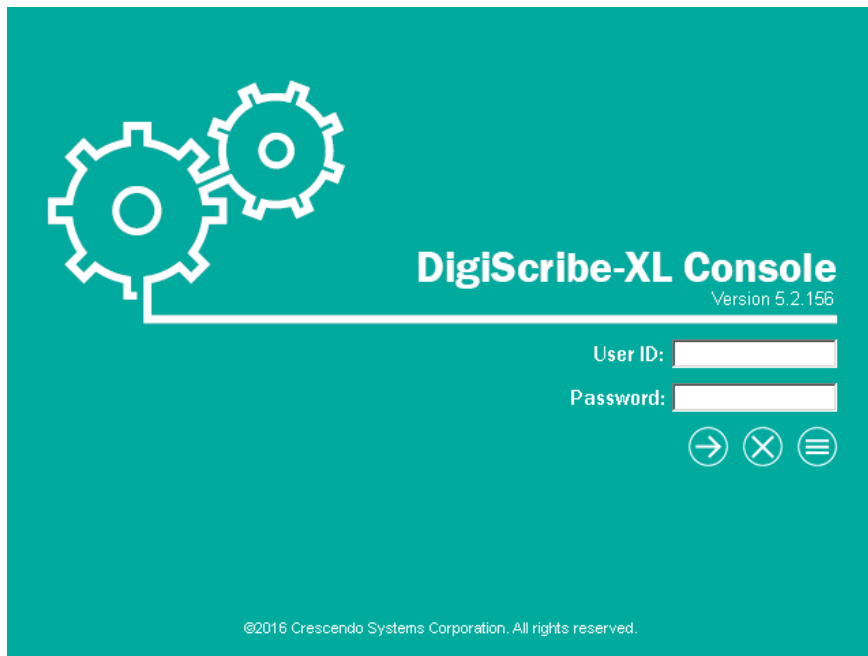 DigiScribe-XL Console
Version 5.2.156
User ID:
Password:
©2016 Crescendo Systems Corporation. All rights reserved.